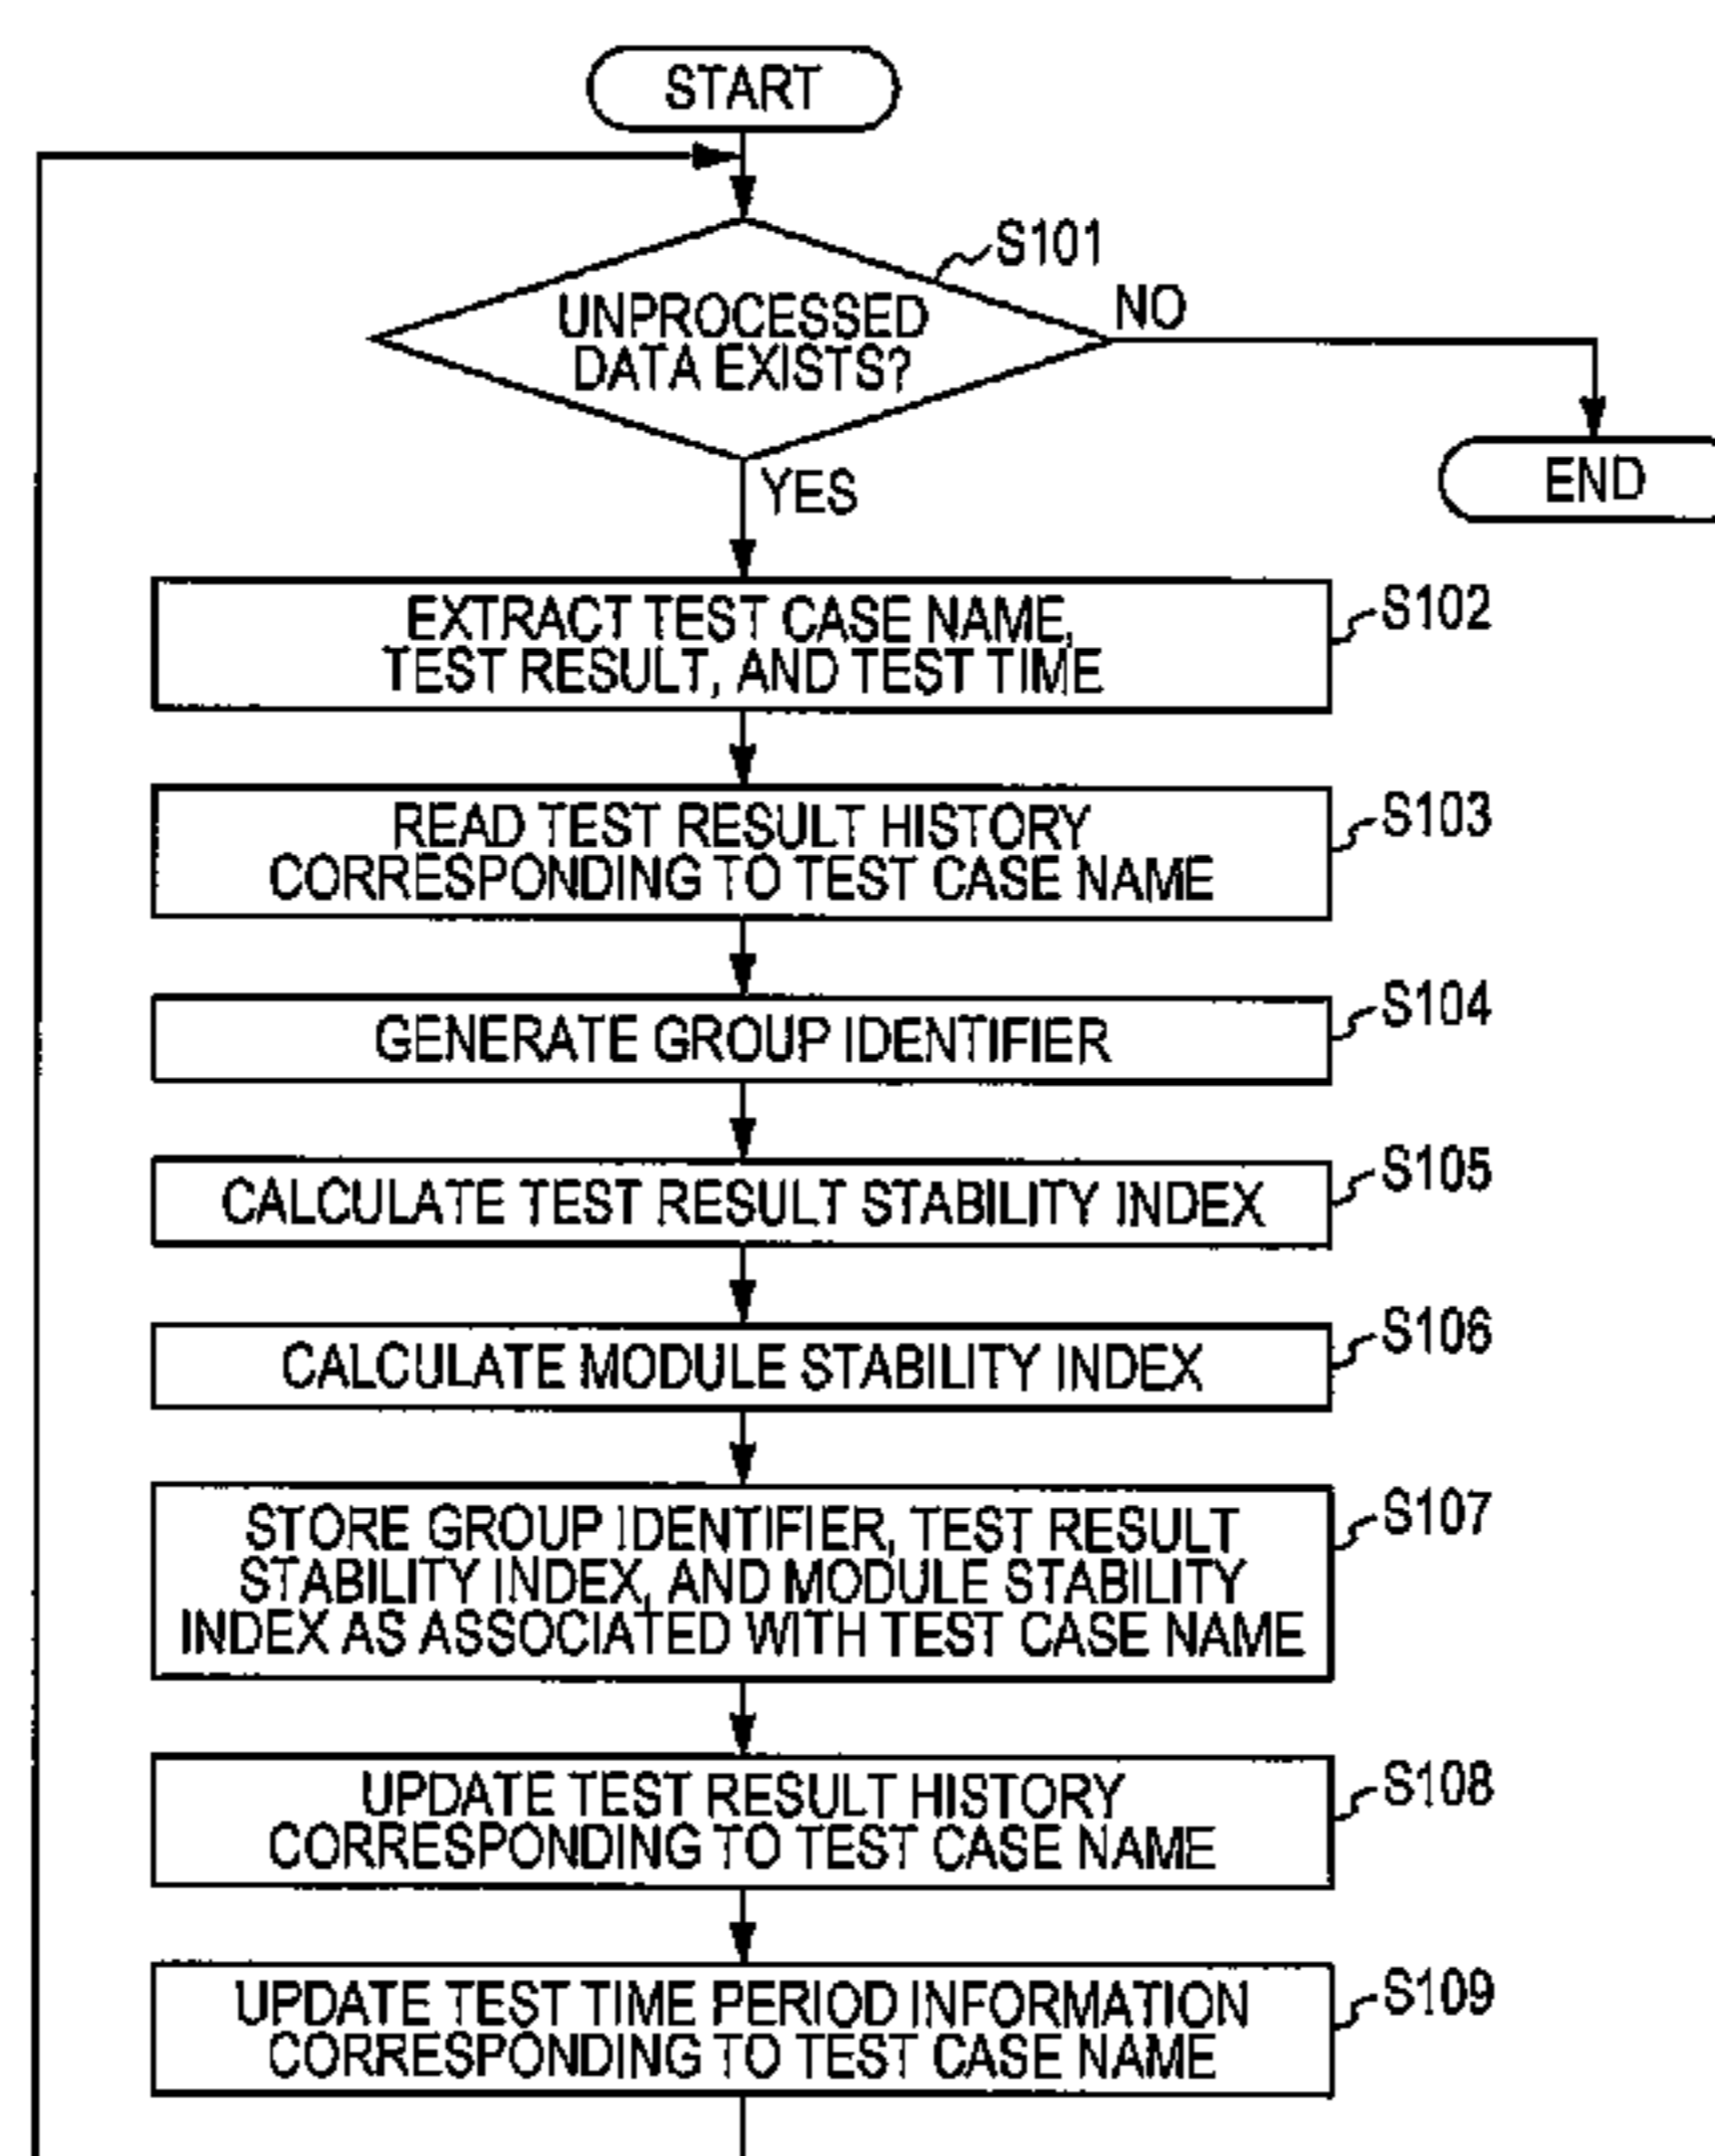 START
S101
UNPROCESSED
DATA EXISTS?
NO
END
YES
EXTRACT TEST CASE NAME,
TEST RESULT, AND TEST TIME
S102
READ TEST RESULT HISTORY
CORRESPONDING TO TEST CASE NAME
S103
GENERATE GROUP IDENTIFIER
S104
CALCULATE TEST RESULT STABILITY INDEX
S105
CALCULATE MODULE STABILITY INDEX
S106
STORE GROUP IDENTIFIER, TEST RESULT
STABILITY INDEX, AND MODULE STABILITY
INDEX AS ASSOCIATED WITH TEST CASE NAME
S107
UPDATE TEST RESULT HISTORY
CORRESPONDING TO TEST CASE NAME
S108
UPDATE TEST TIME PERIOD INFORMATION
CORRESPONDING TO TEST CASE NAME
S109